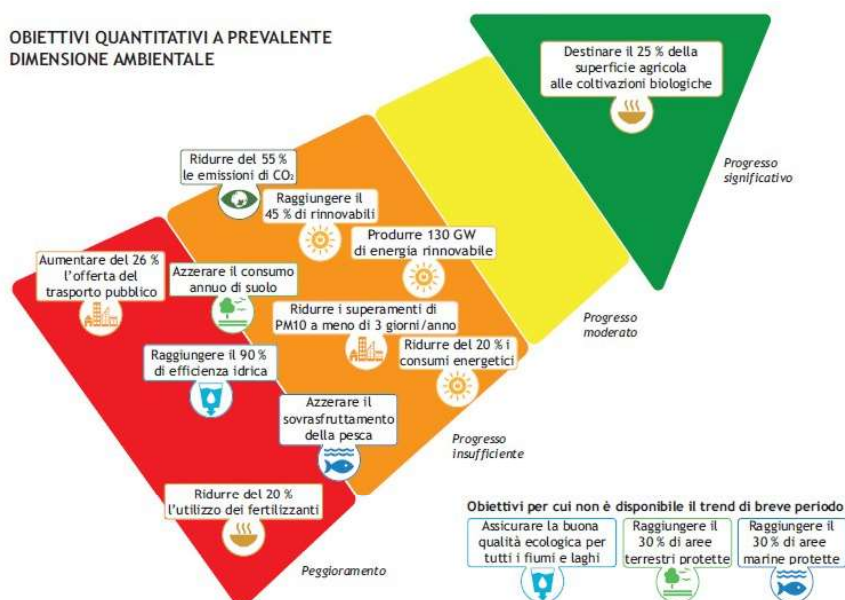 OBIETTIVI QUANTITATIVI A PREVALENTE
DIMENSIONE AMBIENTALE
Destinare il 25 % della
superficie agricola
alle coltivazioni biologiche
Progresso
significativo
Ridurre del 55 %
le emissioni di CO₂
Raggiungere il
45 % di rinnovabili
Produrre 130 GW
di energia rinnovabile
Aumentare del 26 %
l'offerta del
trasporto pubblico
Azzerare il consumo
annuo di suolo
Ridurre i superamenti di
PM10 a meno di 3 giorni/anno
Progresso
moderato
Raggiungere il 90 %
di efficienza idrica
Ridurre del 20 % i
consumi energetici
Azzerare il
sovrasfruttamento
della pesca
Progresso
insufficiente
Ridurre del 20 %
l'utilizzo dei fertilizzanti
Peggioramento
Obiettivi per cui non è disponibile il trend di breve periodo
Assicurare la buona
qualità ecologica per
tutti i fiumi e laghi
Raggiungere il
30 % di aree
terrestri protette
Raggiungere il
30 % di aree
marine protette